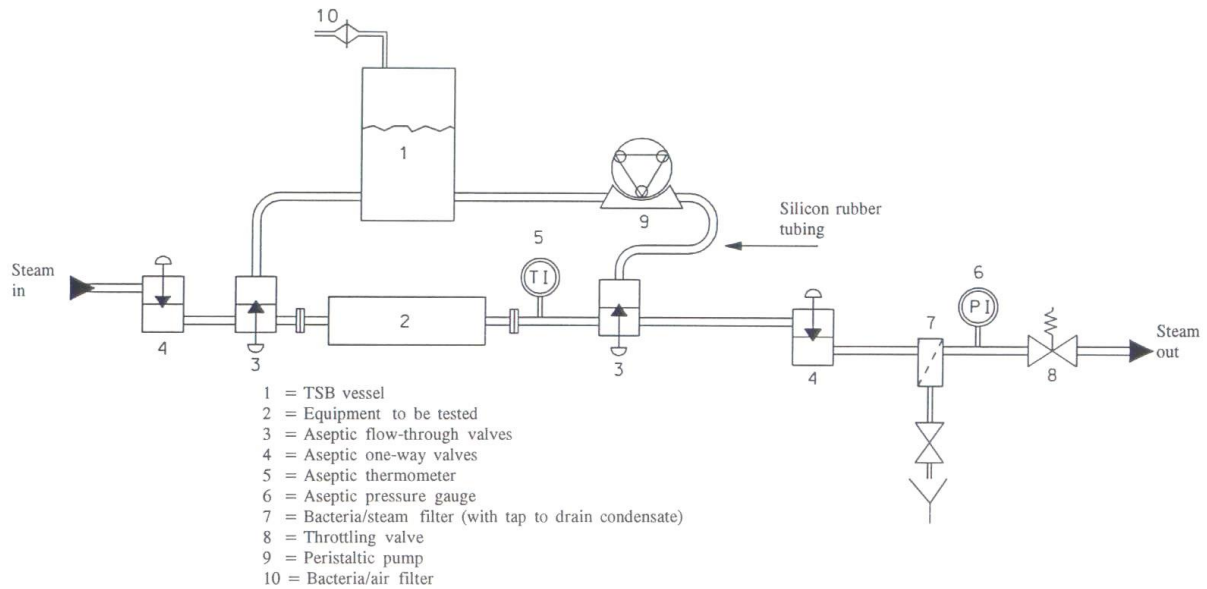 10
1
9
Silicon rubber
tubing
5
TI
Steam
in
6
PI
7
Steam
out
2
4
3
3
4
8
1 = TSB vessel
2 = Equipment to be tested
3 = Aseptic flow-through valves
4 = Aseptic one-way valves
5 = Aseptic thermometer
6 = Aseptic pressure gauge
7 = Bacteria/steam filter (with tap to drain condensate)
8 = Throttling valve
9 = Peristaltic pump
10 = Bacteria/air filter